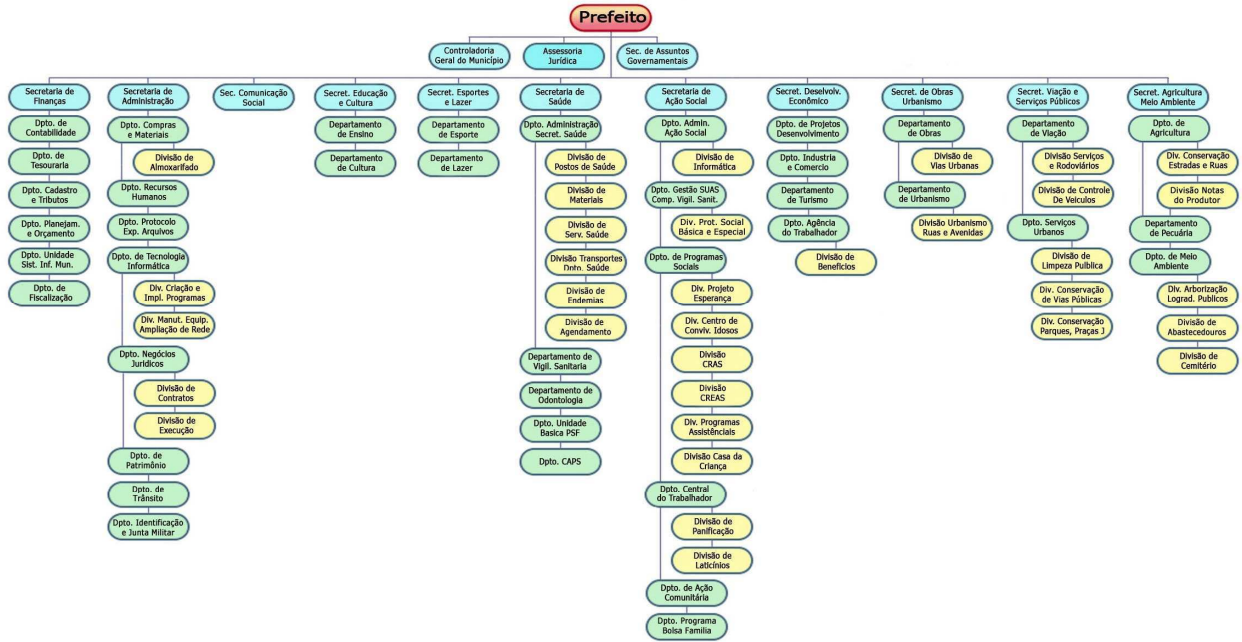 Prefeito
Controladoria
Geral do Município
Assessoria
Jurídica
Sec. de Assuntos
Governamentais
Secretaria de
Finanças
Dpto. de
Contabilidade
Dpto. de
Tesouraria
Dpto. Cadastro
e Tributos
Dpto. Planejam.
e Orçamento
Dpto. Unidade
Sist. Inf. Mun.
Dpto. de
Fiscalização
Secretaria de
Administração
Dpto. Compras
e Materiais
Divisão de
Almoxarifado
Dpto. Recursos
Humanos
Dpto. Protocolo
Exp. Arquivos
Dpto. de Tecnologia
Informática
Div. Criação e
Impl. Programas
Div. Manut. Equip.
Ampliação de Rede
Dpto. Negócios
Juridicos
Divisão de
Contratos
Divisão de
Execução
Dpto. de
Patrimônio
Dpto. de
Trânsito
Dpto. Identificação
e Junta Militar
Sec. Comunicação
Social
Secret. Educação
e Cultura
Departamento
de Ensino
Departamento
de Cultura
Secret. Esportes
e Lazer
Departamento
de Esporte
Departamento
de Lazer
Secretaria de
Saúde
Dpto. Administração
Secret. Saúde
Divisão de
Postos de Saúde
Divisão de
Materiais
Divisão de
Serv. Saúde
Divisão Transportes
Dpto. Saúde
Divisão de
Endemias
Divisão de
Agendamento
Departamento de
Vigil. Sanitaria
Departamento de
Odontologia
Dpto. Unidade
Basica PSF
Dpto. CAPS
Secretaria de
Ação Social
Dpto. Admin.
Ação Social
Divisão de
Informática
Dpto. Gestão SUAS
Comp. Vigil. Sanit.
Div. Prot. Social
Básica e Especial
Dpto. de Programas
Sociais
Div. Projeto
Esperança
Div. Centro de
Conviv. Idosos
Divisão
CRAS
Divisão
CREAS
Div. Programas
Assistênciais
Divisão Casa da
Criança
Dpto. Central
do Trabalhador
Divisão de
Panificação
Divisão de
Laticínios
Dpto. de Ação
Comunitária
Dpto. Programa
Bolsa Familia
Secret. Deselvolv.
Econômico
Dpto. de Projetos
Desenvolvimento
Dpto. Industria
e Comercio
Departamento
de Turismo
Dpto. Agência
do Trabalhador
Divisão de
Beneficios
Secret. de Obras
Urbanismo
Departamento
de Obras
Divisão de
Vias Urbanas
Departamento
de Urbanismo
Divisão Urbanismo
Ruas e Avenidas
Secret. Viação e
Serviços Públicos
Departamento
de Viação
Divisão Serviços
e Rodoviários
Divisão de Controle
De Veiculos
Dpto. Serviços
Urbanos
Divisão de
Limpeza Pulblica
Div. Conservação
de Vias Públicas
Div. Conservação
Parques, Praças J
Secret. Agricultura
Meio Ambiente
Dpto. de
Agricultura
Div. Conservação
Estradas e Ruas
Divisão Notas
do Produtor
Departamento
de Pecuária
Dpto. de Meio
Ambiente
Div. Arborização
Lograd. Publicos
Divisão de
Abastecedouros
Divisão de
Cemitério